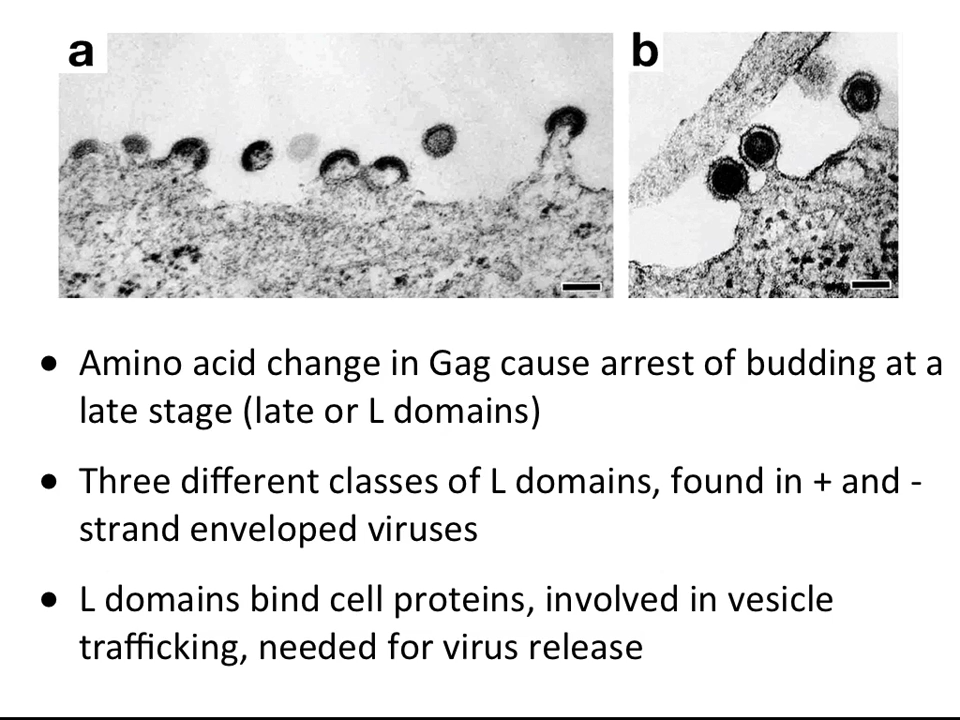 a
b
• Amino acid change in Gag cause arrest of budding at a
late stage (late or L domains)
• Three different classes of L domains, found in + and -
strand enveloped viruses
• L domains bind cell proteins, involved in vesicle
trafficking, needed for virus release